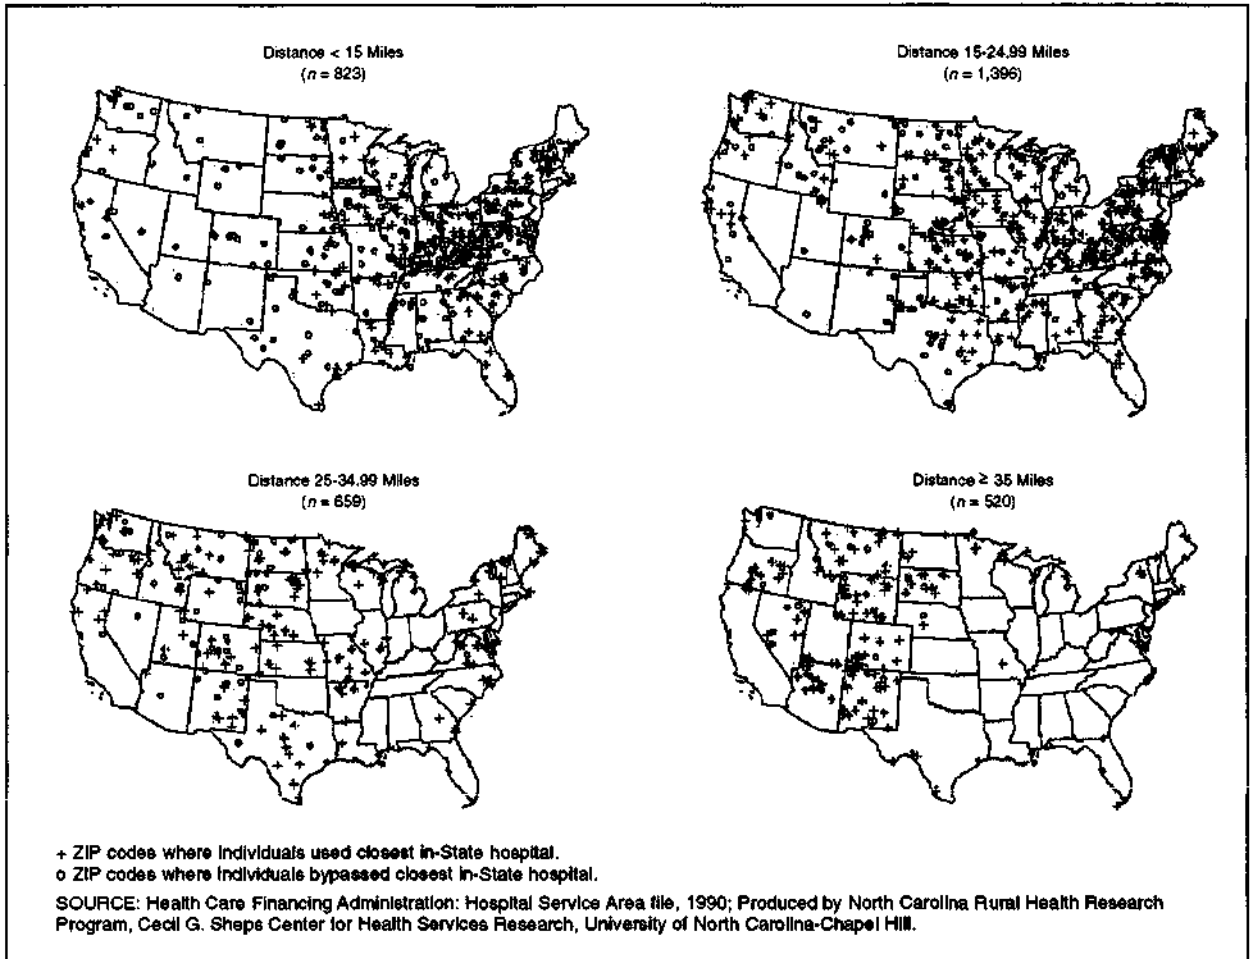 Distance < 15 Miles
(n = 823)
Distance 15-24.99 Miles
(n = 1,396)
Distance 25-34.99 Miles
(n = 659)
Distance ≥ 35 Miles
(n = 520)
+ ZIP codes where individuals used closest in-State hospital.
o ZIP codes where individuals bypassed closest in-State hospital.
SOURCE: Health Care Financing Administration: Hospital Service Area file, 1990; Produced by North Carolina Rural Health Research
Program, Cecil G. Sheps Center for Health Services Research, University of North Carolina-Chapel Hill.